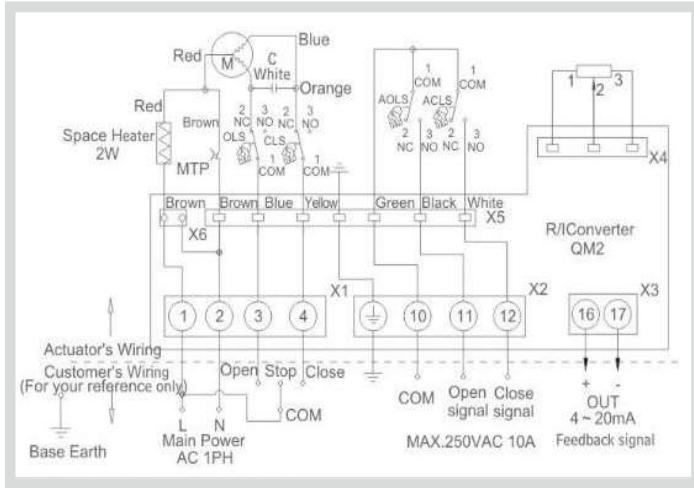 Blue
Red
M
C
White
Orange
Red
Space Heater
2W
Brown
MTP
2 3 2 3
NC NO NC NO
OLS CLS
1 1
COM COM
1 1
COM COM
AOLS ACLS
2 3 2 3
NC NO NC NO
1 2 3
X4
Brown Brown Blue Yellow Green Black White
X6
X5
R/IConverter
QM2
X1
X2
X3
1 2 3 4 10 11 12 16 17
Actuator's Wiring
Customer's Wiring
(For your reference only)
Open Stop Close
COM
L N
Main Power
AC 1PH
Base Earth
COM
Open signal
Close signal
MAX.250VAC 10A
+ -
OUT
4~20mA
Feedback signal